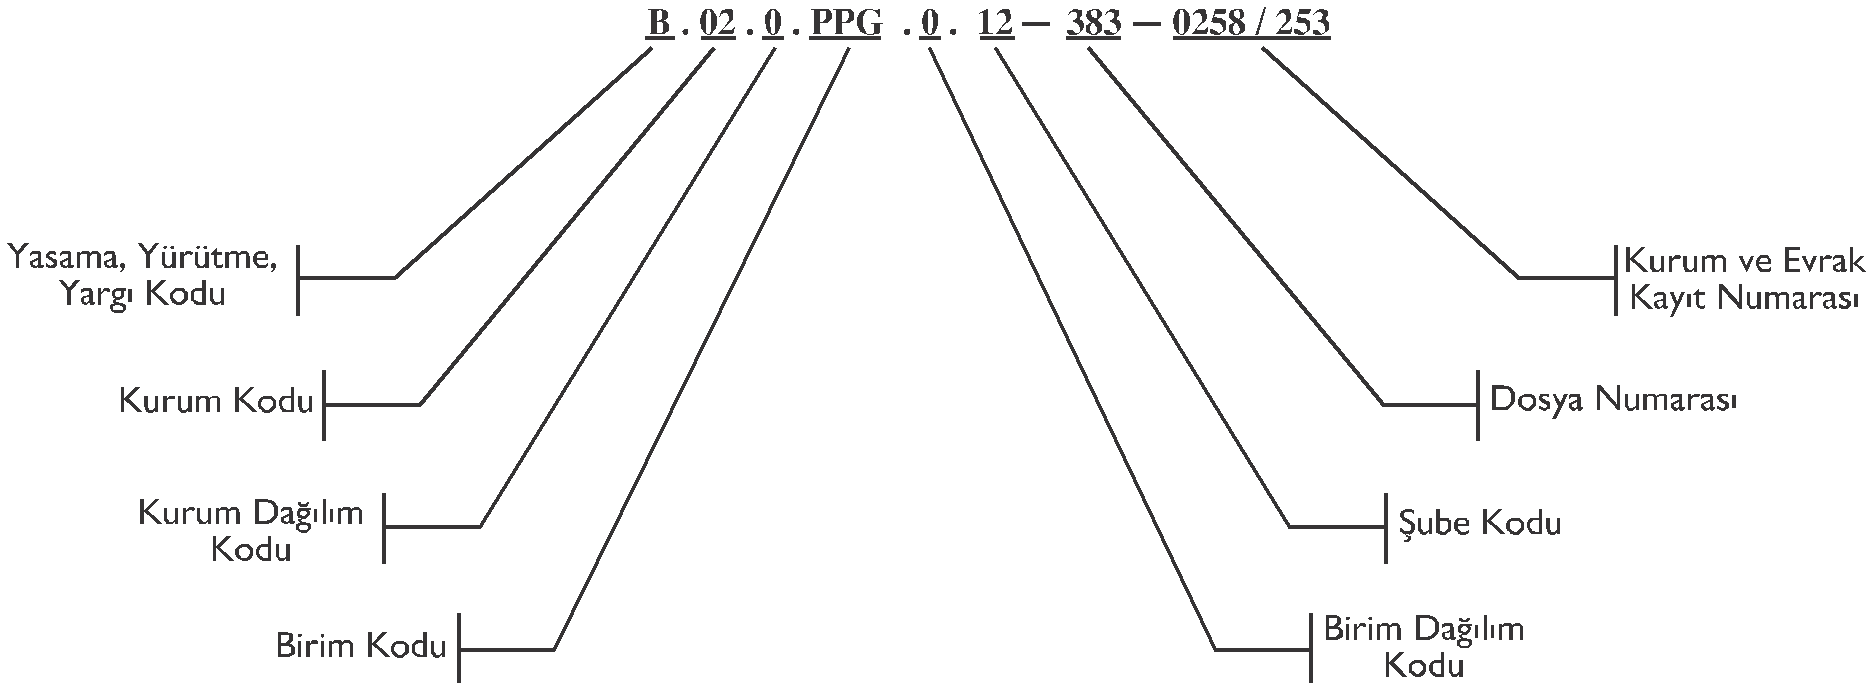 B . 02 . 0 . PPG . 0 . 12 – 383 – 0258 / 253
Yasama, Yürütme,
Yargı Kodu
Kurum ve Evrak
Kayıt Numarası
Kurum Kodu
Dosya Numarası
Kurum Dağılım
Kodu
Şube Kodu
Birim Kodu
Birim Dağılım
Kodu